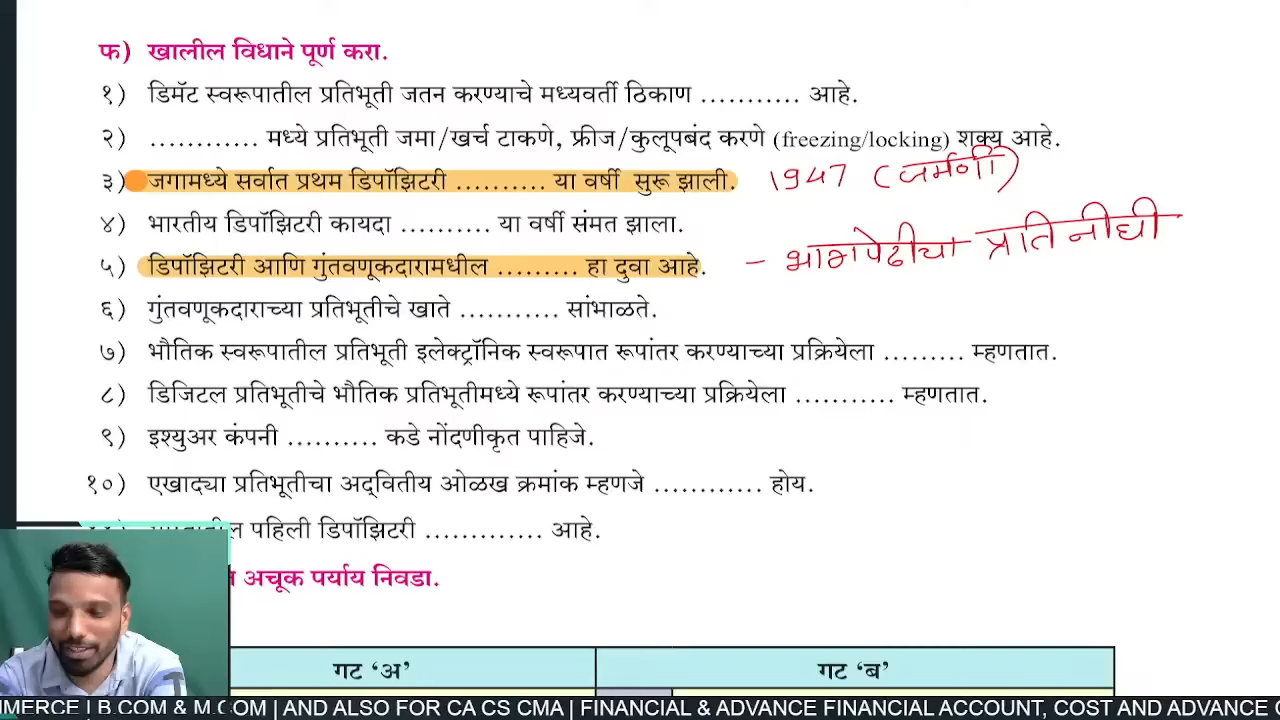 फ) खालील विधाने पूर्ण करा.
१) डिमॅट स्वरूपातील प्रतिभूती जतन करण्याचे मध्यवर्ती ठिकाण ........... आहे.
२) ............ मध्ये प्रतिभूती जमा/खर्च टाकणे, फ्रीज/कुलूपबंद करणे (freezing/locking) शक्य आहे.
३) जगामध्ये सर्वात प्रथम डिपॉझिटरी .......... या वर्षी सुरू झाली. 1947 (जर्मनी)
४) भारतीय डिपॉझिटरी कायदा .......... या वर्षी संमत झाला.
५) डिपॉझिटरी आणि गुंतवणूकदारामधील ......... हा दुवा आहे. - भागपेढीचा प्रतिनीधी
६) गुंतवणूकदाराच्या प्रतिभूतीचे खाते ........... सांभाळते.
७) भौतिक स्वरूपातील प्रतिभूती इलेक्ट्रॉनिक स्वरूपात रूपांतर करण्याच्या प्रक्रियेला ......... म्हणतात.
८) डिजिटल प्रतिभूतीचे भौतिक प्रतिभूतीमध्ये रूपांतर करण्याच्या प्रक्रियेला ........... म्हणतात.
९) इश्युअर कंपनी .......... कडे नोंदणीकृत पाहिजे.
१०) एखाद्या प्रतिभूतीचा अद्वितीय ओळख क्रमांक म्हणजे ............ होय.
पहिली डिपॉझिटरी ............. आहे.
अचूक पर्याय निवडा.
गट ‘अ’ गट ‘ब’
MMERCE | B.COM & M.COM | AND ALSO FOR CA CS CMA | FINANCIAL & ADVANCE FINANCIAL ACCOUNT, COST AND ADVANCE